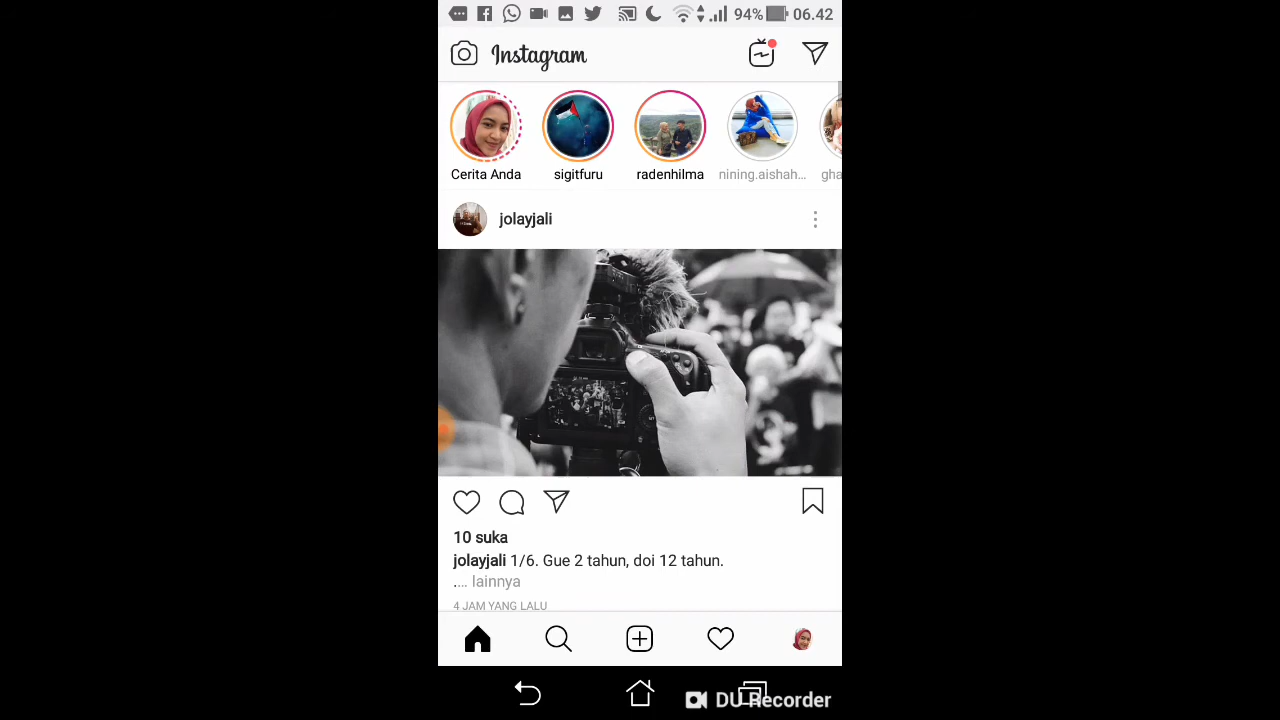 94% 06.42
Instagram
Cerita Anda sigitfuru radenhilma nining.aishah... gha
jolayjali
10 suka
jolayjali 1/6. Gue 2 tahun, doi 12 tahun.
.... lainnya
4 JAM YANG LALU
DU Recorder